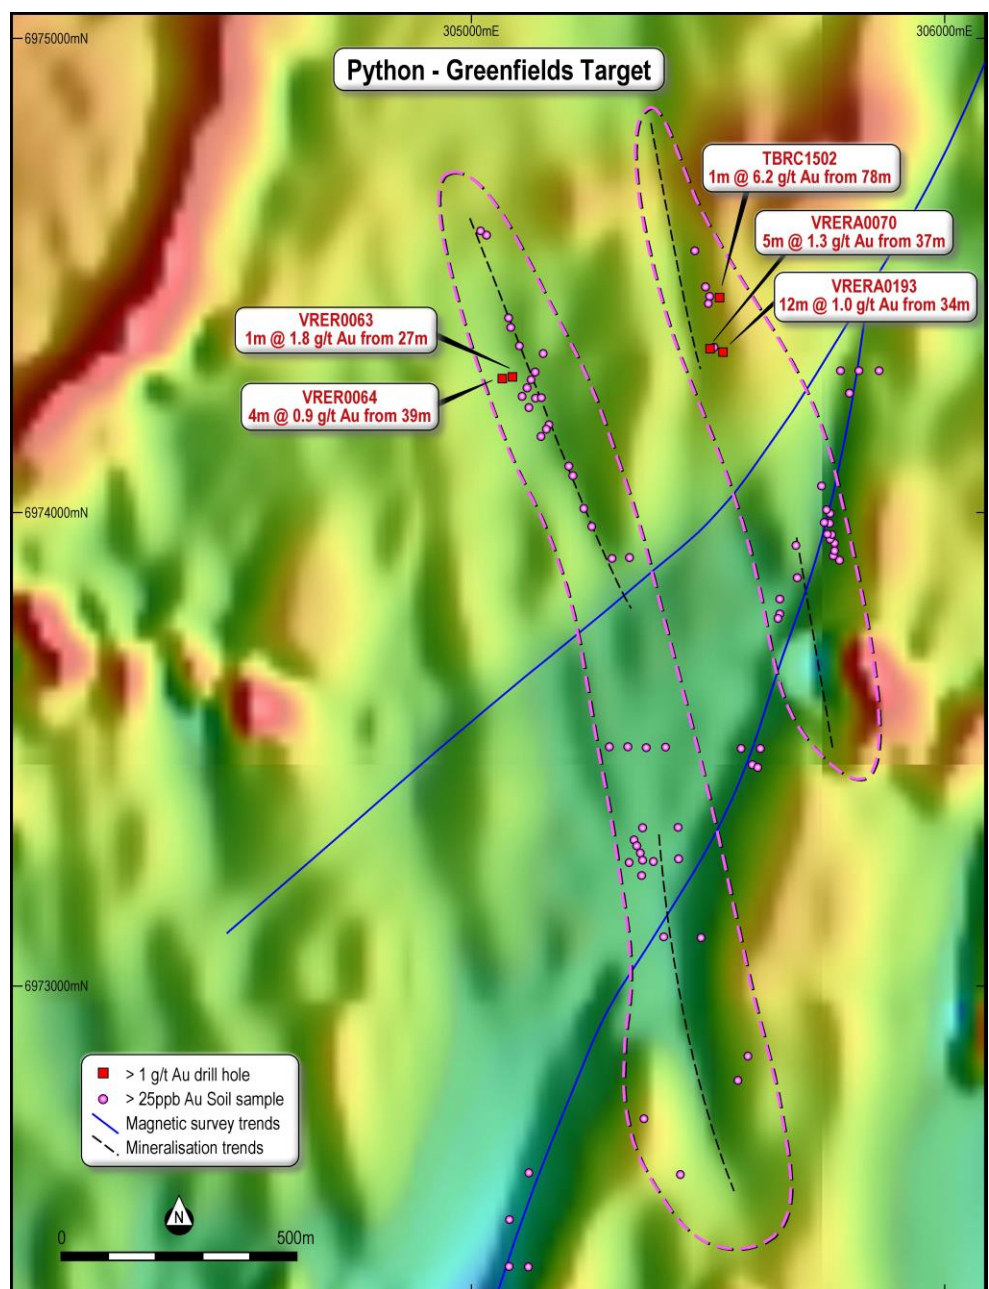 6975000mN
305000mE
306000mE
Python - Greenfields Target
TBRC1502
1m @ 6.2 g/t Au from 78m
VRERA0070
5m @ 1.3 g/t Au from 37m
VRERA0193
12m @ 1.0 g/t Au from 34m
VRER0063
1m @ 1.8 g/t Au from 27m
VRER0064
4m @ 0.9 g/t Au from 39m
6974000mN
6973000mN
> 1 g/t Au drill hole
> 25ppb Au Soil sample
Magnetic survey trends
Mineralisation trends
N
0
500m